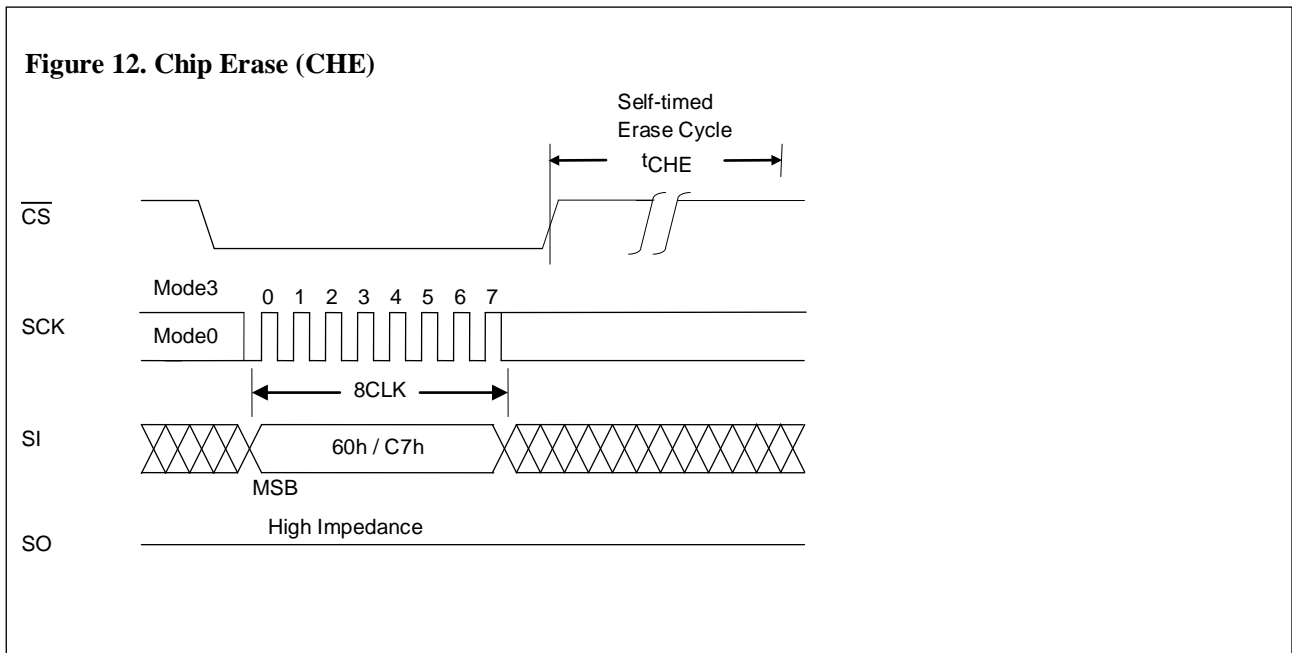 Figure 12. Chip Erase (CHE)
Self-timed
Erase Cycle
tCHE
CS
Mode3
0 1 2 3 4 5 6 7
SCK
Mode0
8CLK
SI
60h / C7h
MSB
High Impedance
SO